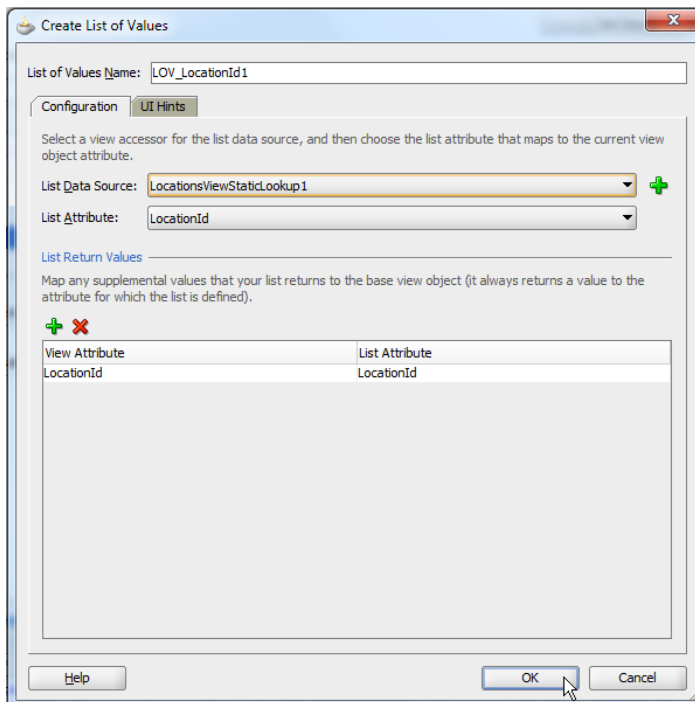 Create List of Values
List of Values Name: LOV_LocationId1
Configuration UI Hints
Select a view accessor for the list data source, and then choose the list attribute that maps to the current view
object attribute.
List Data Source: LocationsViewStaticLookup1
List Attribute: LocationId
List Return Values
Map any supplemental values that your list returns to the base view object (it always returns a value to the
attribute for which the list is defined).
View Attribute List Attribute
LocationId LocationId
Help OK Cancel